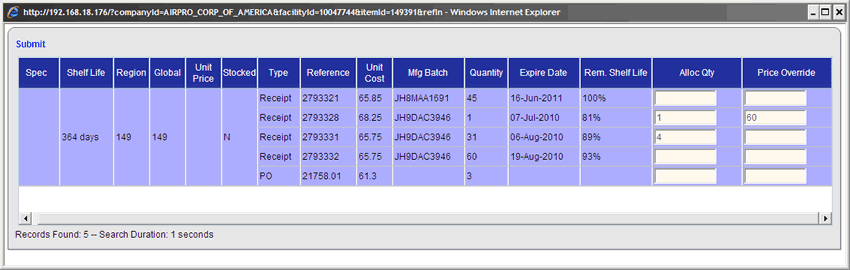 http://192.168.18.176/?companyId=AIRPRO_CORP_OF_AMERICA&facilityId=10047744&itemId=149391&refIn - Windows Internet Explorer
Submit
Spec Shelf Life Region Global Unit Price Stocked Type Reference Unit Cost Mfg Batch Quantity Expire Date Rem. Shelf Life Alloc Qty Price Override
Receipt 2793321 65.85 JH8MAA1691 45 16-Jun-2011 100%
Receipt 2793328 68.25 JH9DAC3946 1 07-Jul-2010 81% 1 60
364 days 149 149 N Receipt 2793331 65.75 JH9DAC3946 31 06-Aug-2010 89% 4
Receipt 2793332 65.75 JH9DAC3946 60 19-Aug-2010 93%
PO 21758.01 61.3 3
Records Found: 5 -- Search Duration: 1 seconds